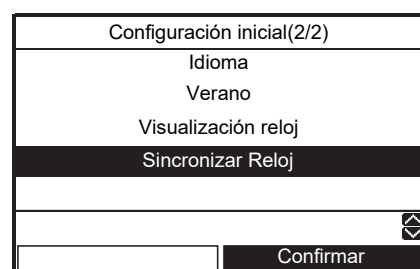 Configuración inicial(2/2)
Idioma
Verano
Visualización reloj
Sincronizar Reloj
Confirmar